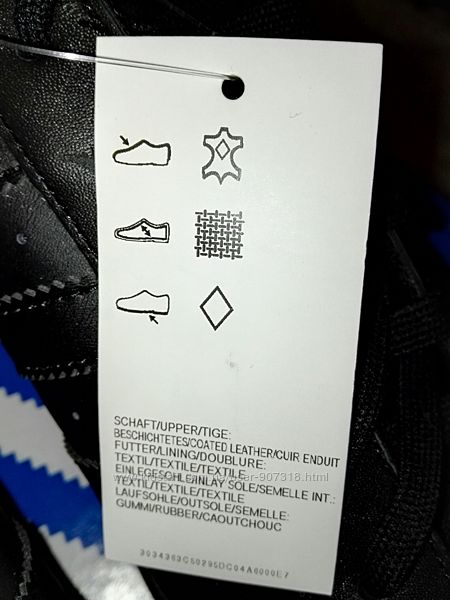 SCHAFT/UPPER/TIGE:
BESCHICHTETES/COATED LEATHER/CUIR ENDUIT
FUTTER/LINING/DOUBLURE:
TEXTIL/TEXTILE/TEXTILE
EINLEGESOHLE/INLAY SOLE/SEMELLE INT.:
TEXTIL/TEXTILE/TEXTILE
LAUFSOHLE/OUTSOLE/SEMELLE:
GUMMI/RUBBER/CAOUTCHOUC
3034363C50295DC04A6000E7